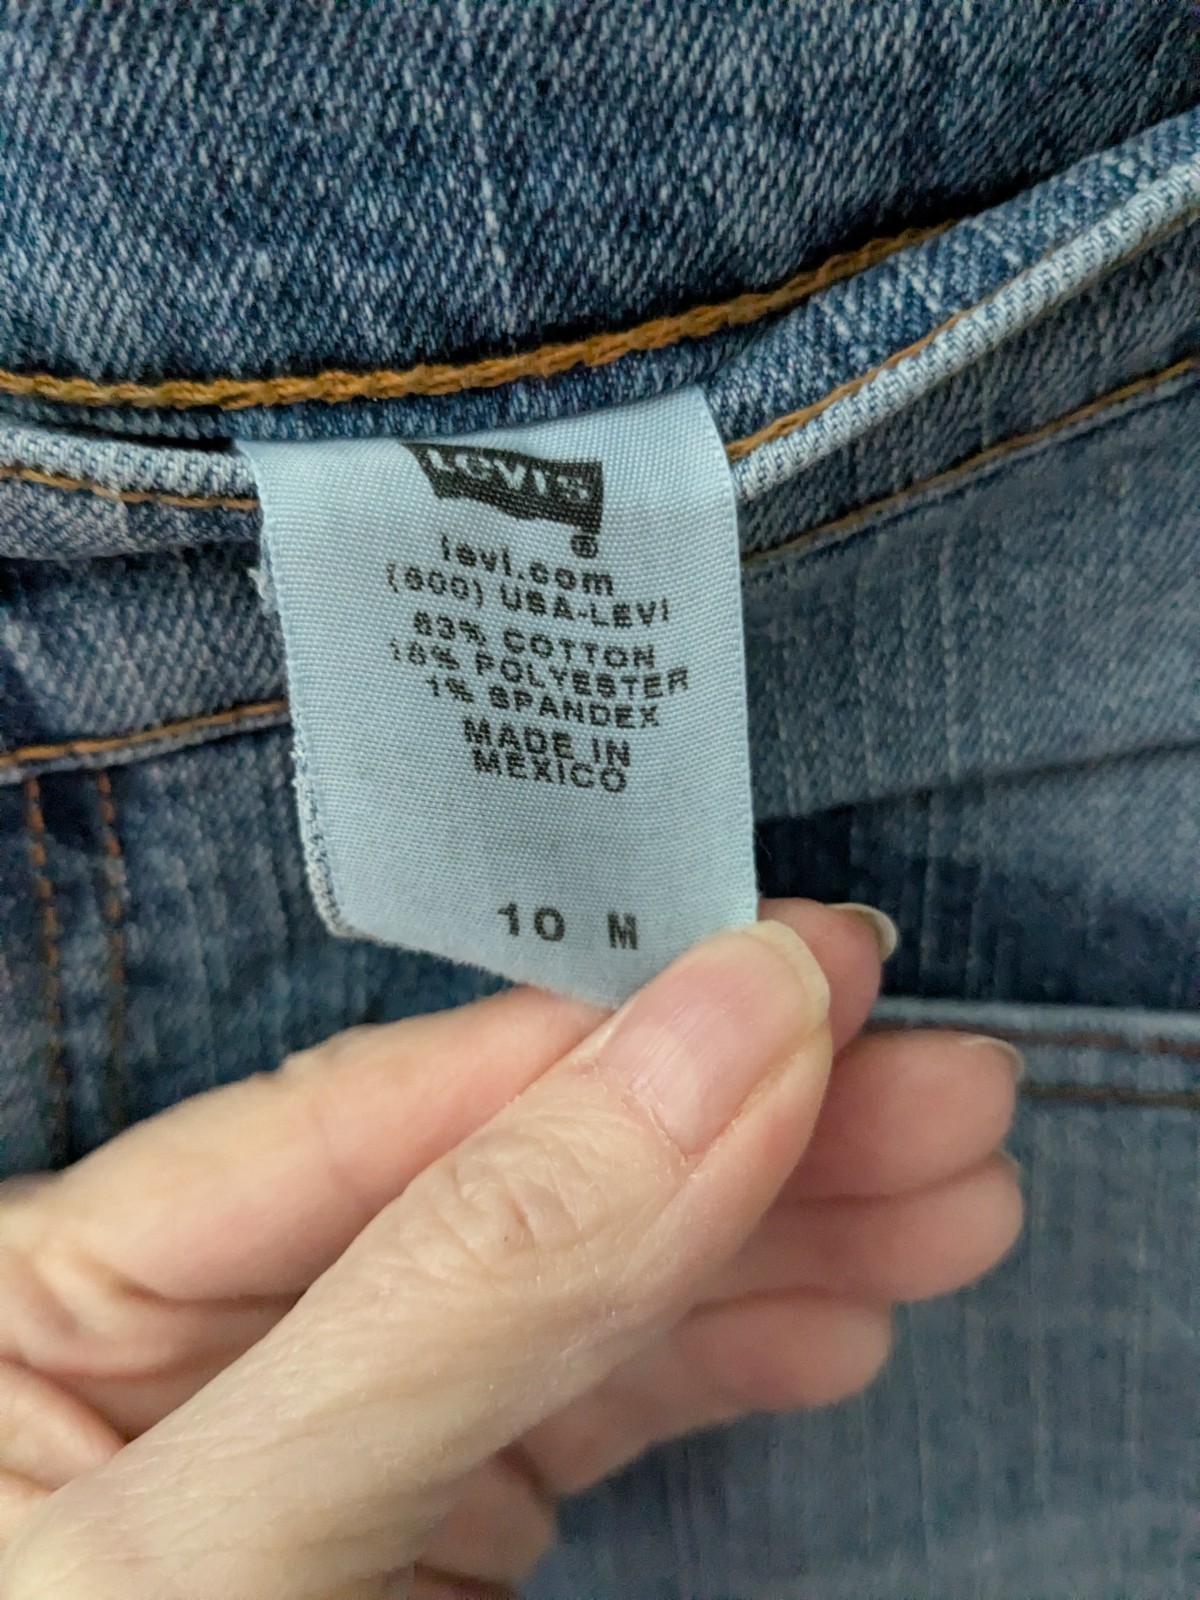 LEVI'S
®
levi.com
(800) USA-LEVI
83% COTTON
16% POLYESTER
1% SPANDEX
MADE IN
MEXICO
10 M